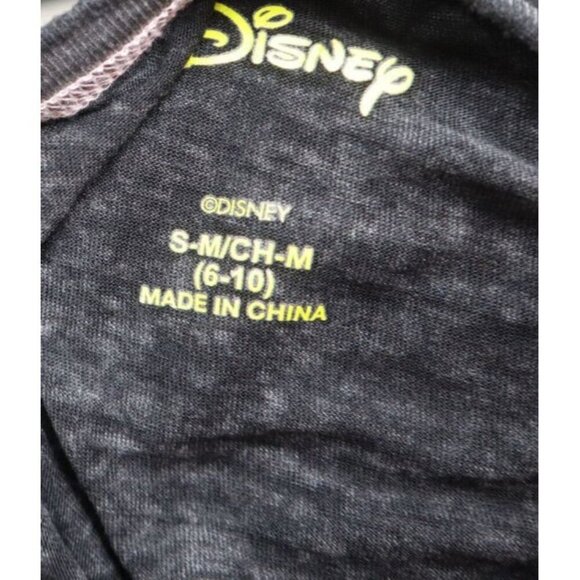 Disney
©DISNEY
S-M/CH-M
(6-10)
MADE IN CHINA